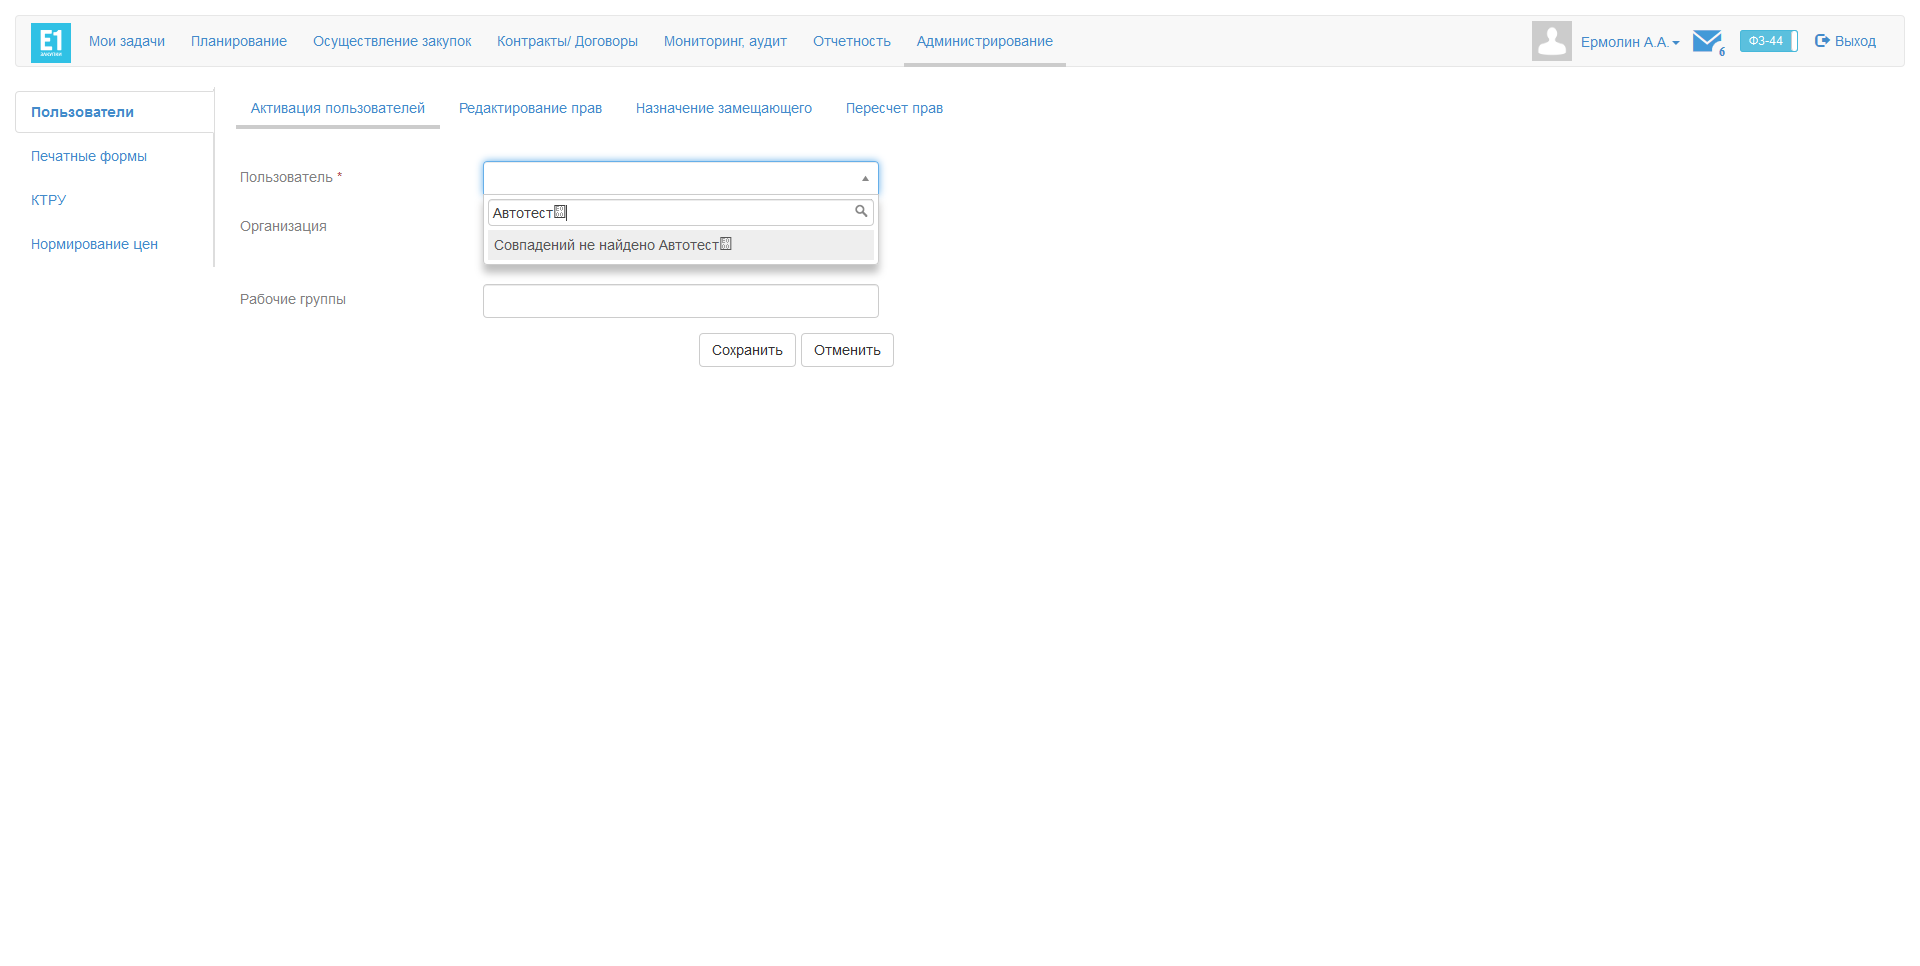 E1
Мои задачи Планирование Осуществление закупок Контракты/ Договоры Мониторинг, аудит Отчетность Администрирование Ермолин А.А. 6 ФЗ-44 Выход
Пользователи
Печатные формы
КТРУ
Нормирование цен
Активация пользователей Редактирование прав Назначение замещающего Пересчет прав
Пользователь *
Автотест
Совпадений не найдено Автотест
Организация
Рабочие группы
Сохранить Отменить